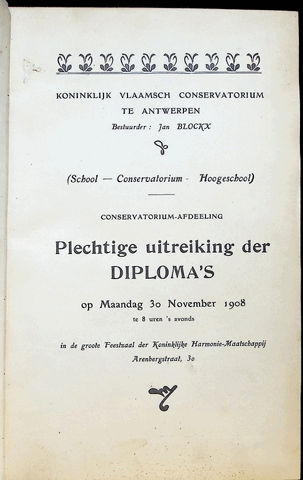 KONINKLIJK VLAAMSCH CONSERVATORIUM
TE ANTWERPEN
Bestuurder: Jan BLOCKX
(School — Conservatorium - Hoogeschool)
CONSERVATORIUM-AFDEELING
Plechtige uitreiking der
DIPLOMA'S
op Maandag 30 November 1908
te 8 uren 's avonds
in de groote Feestzaal der Koninklijke Harmonie-Maatschappij
Arenbergstraat, 30